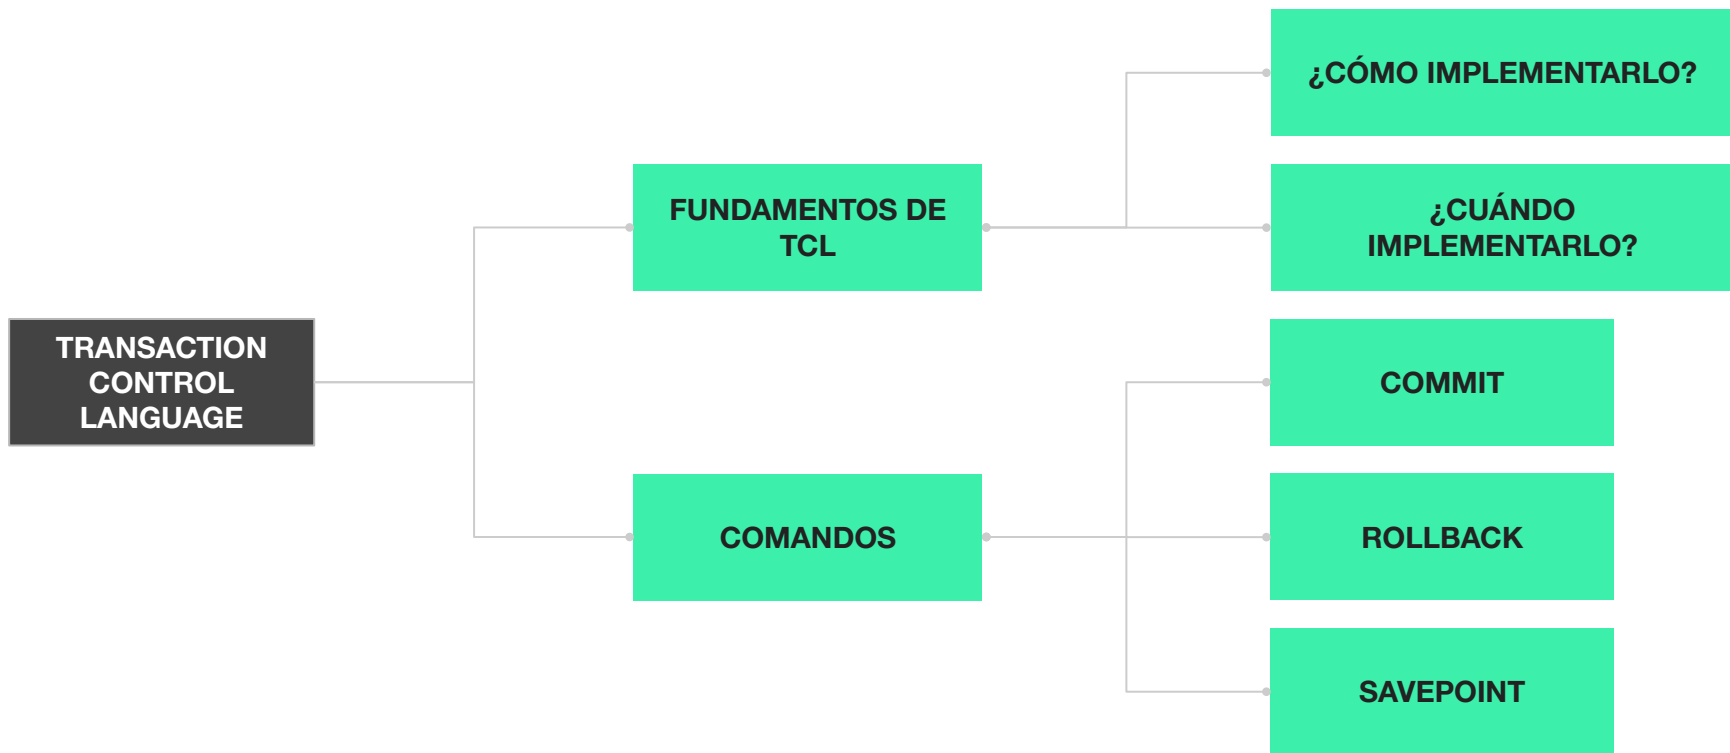 TRANSACTION
CONTROL
LANGUAGE
FUNDAMENTOS DE
TCL
¿CÓMO IMPLEMENTARLO?
¿CUÁNDO
IMPLEMENTARLO?
COMANDOS
COMMIT
ROLLBACK
SAVEPOINT